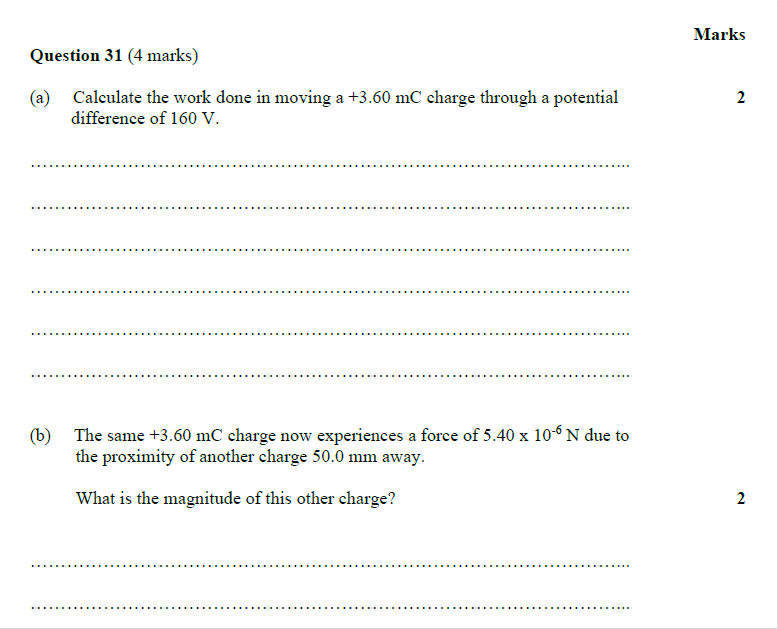 Marks
Question 31 (4 marks)
(a) Calculate the work done in moving a +3.60 mC charge through a potential 2
difference of 160 V.
…………………………………………………………………………………………...
…………………………………………………………………………………………...
…………………………………………………………………………………………...
…………………………………………………………………………………………...
…………………………………………………………………………………………...
…………………………………………………………………………………………...
(b) The same +3.60 mC charge now experiences a force of 5.40 x 10⁻⁶ N due to
the proximity of another charge 50.0 mm away.
What is the magnitude of this other charge? 2
…………………………………………………………………………………………...
…………………………………………………………………………………………...